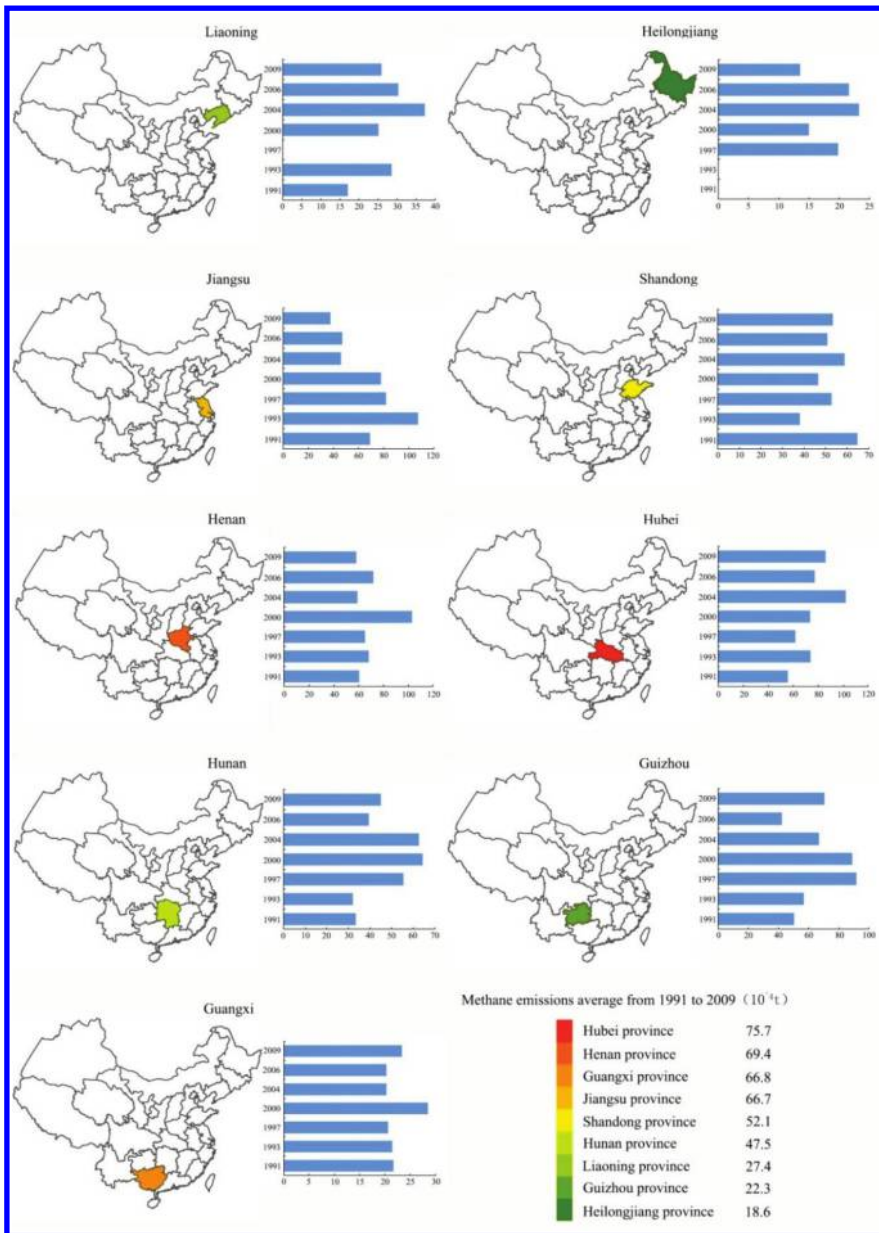 Liaoning
2009
2006
2004
2000
1997
1993
1991
0 5 10 15 20 25 30 35 40
Heilongjiang
2009
2006
2004
2000
1997
1993
1991
0 5 10 15 20 25
Jiangsu
2009
2006
2004
2000
1997
1993
1991
0 20 40 60 80 100 120
Shandong
2009
2006
2004
2000
1997
1993
1991
0 10 20 30 40 50 60 70
Henan
2009
2006
2004
2000
1997
1993
1991
0 20 40 60 80 100 120
Hubei
2009
2006
2004
2000
1997
1993
1991
0 20 40 60 80 100 120
Hunan
2009
2006
2004
2000
1997
1993
1991
0 10 20 30 40 50 60 70
Guizhou
2009
2006
2004
2000
1997
1993
1991
0 20 40 60 80 100
Guangxi
2009
2006
2004
2000
1997
1993
1991
0 5 10 15 20 25 30
Methane emissions average from 1991 to 2009 (10^-4t)
Hubei province 75.7
Henan province 69.4
Guangxi province 66.8
Jiangsu province 66.7
Shandong province 52.1
Hunan province 47.5
Liaoning province 27.4
Guizhou province 22.3
Heilongjiang province 18.6